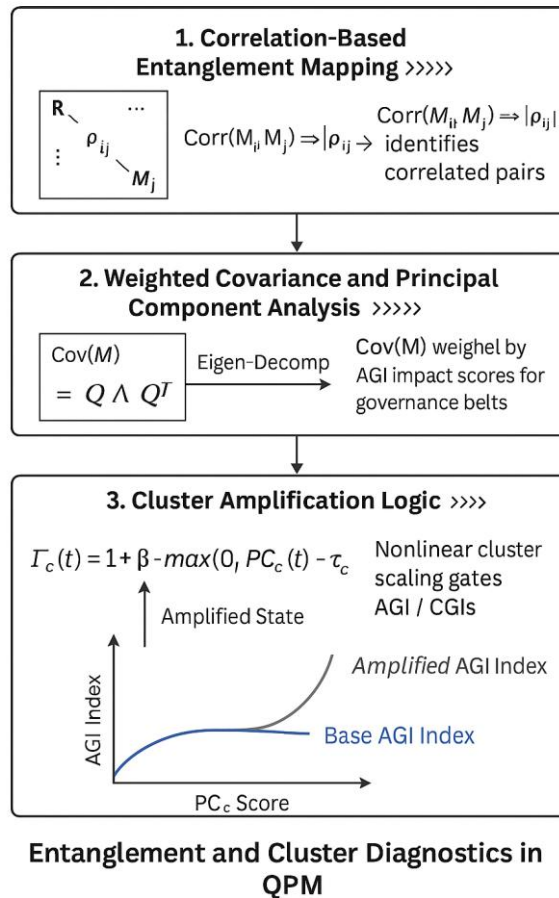 1. Correlation-Based
Entanglement Mapping >>>>>
R ...
⋮ ρij
Mj
Corr(Mi, Mj) ⇒ |ρij →
Corr(Mi, Mj) ⇒ |ρij|
identifies
correlated pairs
2. Weighted Covariance and Principal
Component Analysis >>>>>
Cov(M)
= Q Λ Qᵀ
Eigen-Decomp
Cov(M) weighel by
AGI impact scores for
governance belts
3. Cluster Amplification Logic >>>>
Γc(t) = 1 + β - max(0, PCc(t) - τc
Nonlinear cluster
scaling gates
AGI / CGIs
Amplified State
Amplified AGI Index
Base AGI Index
AGI Index
PCc Score
Entanglement and Cluster Diagnostics in
QPM